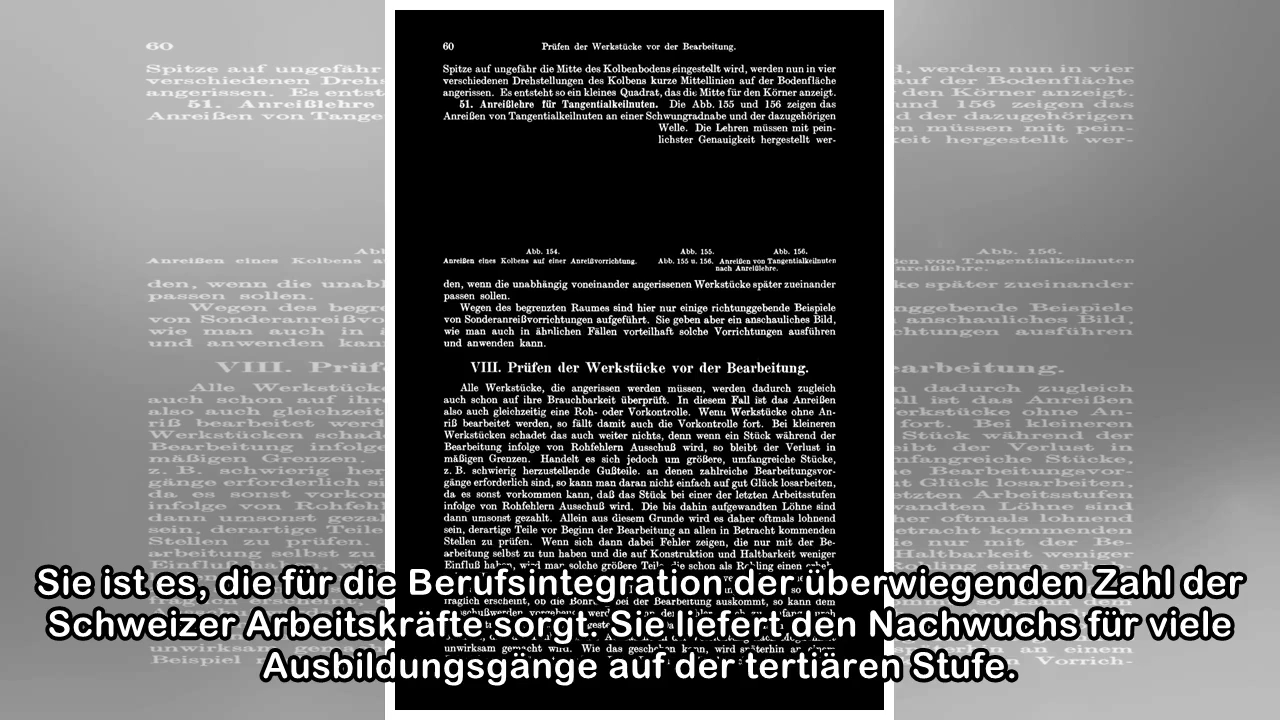 60
Prüfen der Werkstücke vor der Bearbeitung.
Spitze auf ungefähr die Mitte des Kolbenbodens eingestellt wird, werden nun in vier
verschiedenen Drehstellungen des Kolbens kurze Mittellinien auf der Bodenfläche
angerissen. Es entsteht so ein kleines Quadrat, das die Mitte für den Körner anzeigt.
51. Anreißlehre für Tangentialkeilnuten. Die Abb. 155 und 156 zeigen das
Anreißen von Tangentialkeilnuten an einer Schwungradnabe und der dazugehörigen
Welle. Die Lehren müssen mit pein-
lichster Genauigkeit hergestellt wer-
Abb. 154.
Anreißen eines Kolbens auf einer Anreißvorrichtung.
Abb. 155. Abb. 156.
Abb. 155 u. 156. Anreißen von Tangentialkeilnuten
nach Anreißlehre.
den, wenn die unabhängig voneinander angerissenen Werkstücke später zueinander
passen sollen.
Wegen des begrenzten Raumes sind hier nur einige richtunggebende Beispiele
von Sonderanreißvorrichtungen aufgeführt. Sie geben aber ein anschauliches Bild,
wie man auch in ähnlichen Fällen vorteilhaft solche Vorrichtungen ausführen
und anwenden kann.
VIII. Prüfen der Werkstücke vor der Bearbeitung.
Alle Werkstücke, die angerissen werden müssen, werden dadurch zugleich
auch schon auf ihre Brauchbarkeit überprüft. In diesem Fall ist das Anreißen
also auch gleichzeitig eine Roh- oder Vorkontrolle. Wenn Werkstücke ohne An-
riß bearbeitet werden, so fällt damit auch die Vorkontrolle fort. Bei kleineren
Werkstücken schadet das auch weiter nichts, denn wenn ein Stück während der
Bearbeitung infolge von Rohfehlern Ausschuß wird, so bleibt der Verlust in
mäßigen Grenzen. Handelt es sich jedoch um größere, umfangreiche Stücke,
z. B. schwierig herzustellende Gußteile, an denen zahlreiche Bearbeitungsvor-
gänge erforderlich sind, so kann man daran nicht einfach auf gut Glück losarbeiten,
da es sonst vorkommen kann, daß das Stück bei einer der letzten Arbeitsstufen
infolge von Rohfehlern Ausschuß wird. Die bis dahin aufgewandten Löhne sind
dann umsonst gezahlt. Allein aus diesem Grunde wird es daher oftmals lohnend
sein, derartige Teile vor Beginn der Bearbeitung an allen in Betracht kommenden
Stellen zu prüfen. Wenn sich dann dabei Fehler zeigen, die nur mit der Be-
arbeitung selbst zu tun haben und die auf Konstruktion und Haltbarkeit weniger
Einfluß haben, wird man solche größere Teile, die schon als Rohling einen
Sie ist es, die für die Berufsintegration der überwiegenden Zahl der
Schweizer Arbeitskräfte sorgt. Sie liefert den Nachwuchs für viele
Ausbildungsgänge auf der tertiären Stufe.